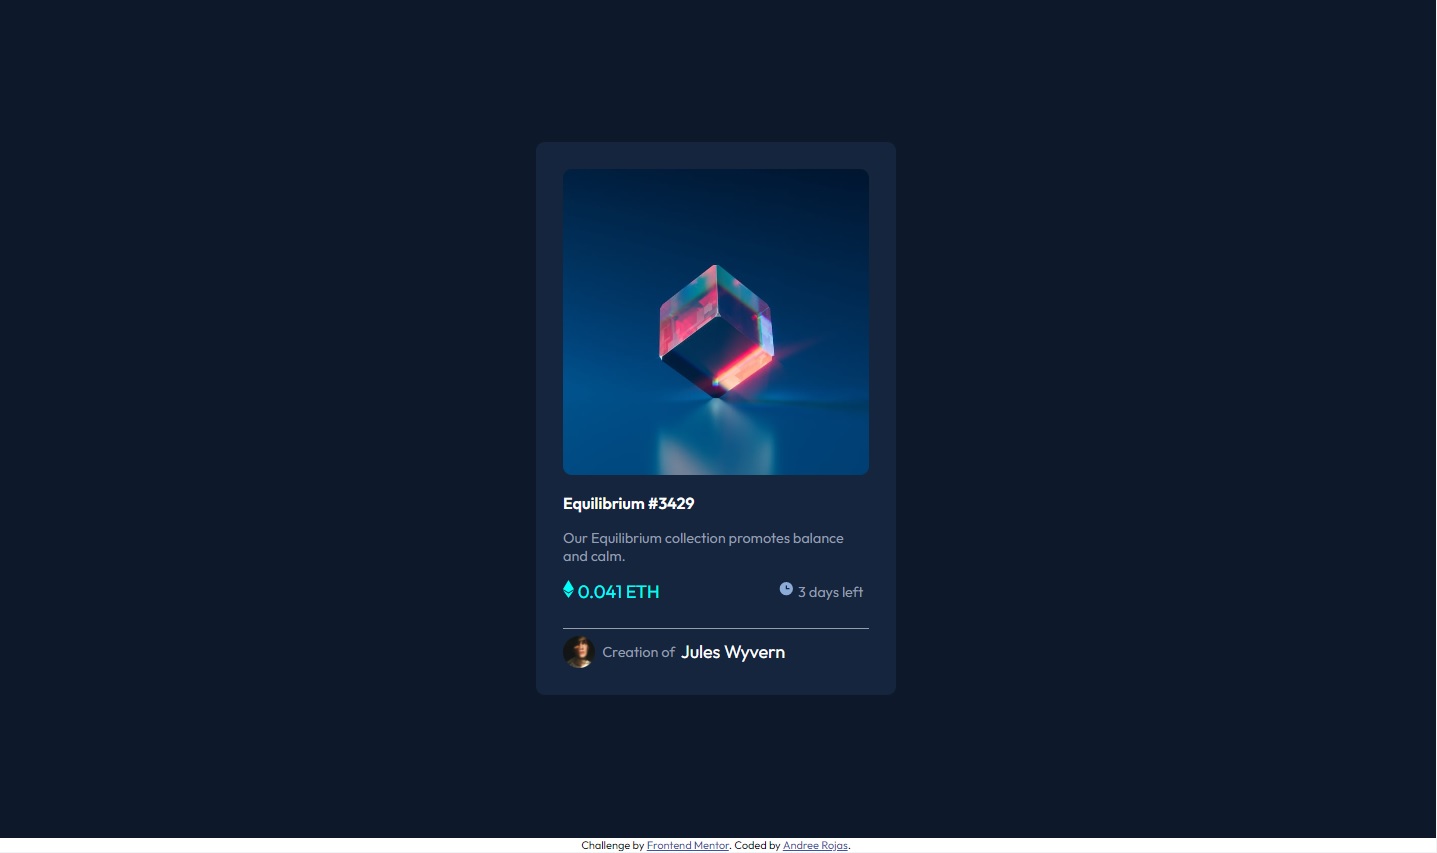 Equilibrium #3429
Our Equilibrium collection promotes balance
and calm.
0.041 ETH
3 days left
Creation of Jules Wyvern
Challenge by Frontend Mentor. Coded by Andree Rojas.